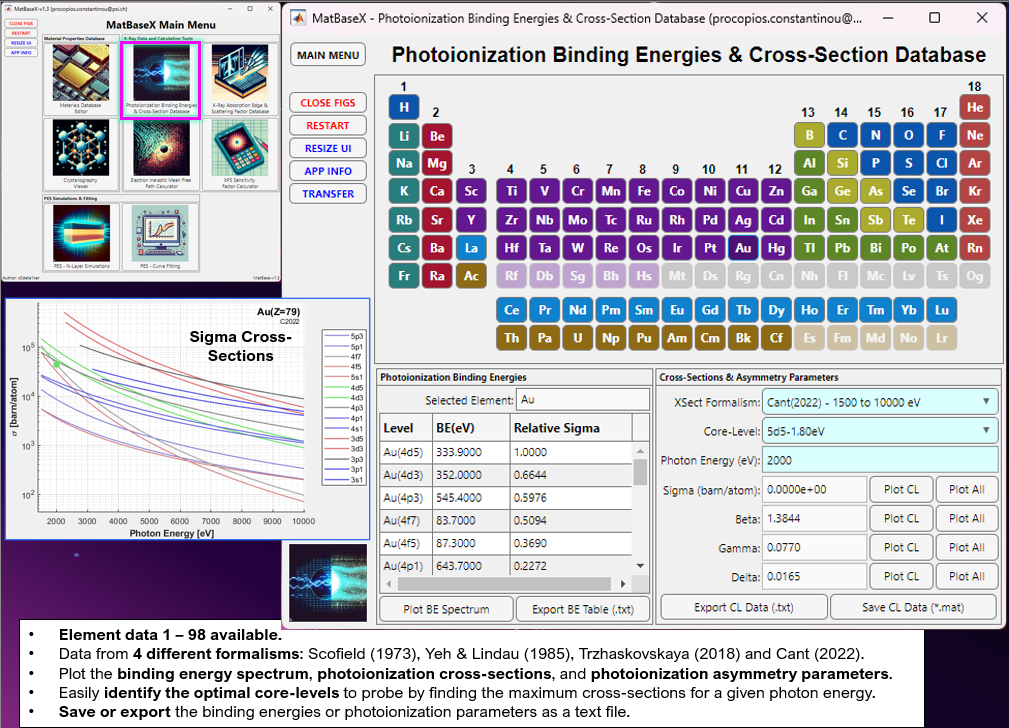 MatBaseX-v1.3 (procopios.constantinou@psi.ch)
MatBaseX Main Menu
CLOSE FIGS
RESTART
RESIZE UI
APP INFO
Material Properties Database
X-Ray Data and Calculation Tools
Materials Database
Editor
Photoionization Binding Energies
& Cross-Section Database
X-Ray Absorption Edge &
Scattering Factor Database
Crystallography
Viewer
Electron Inelastic Mean Free
Path Calculator
XPS Sensitivity
Factor Calculator
PES Simulations & Fitting
PES - N-Layer Simulations
PES - Curve Fitting
MatBaseX-v1.3
MatBaseX - Photoionization Binding Energies & Cross-Section Database (procopios.constantinou@...
MAIN MENU
Photoionization Binding Energies & Cross-Section Database
CLOSE FIGS
RESTART
RESIZE UI
APP INFO
TRANSFER
1 18
H 2 13 14 15 16 17 He
Li Be B C N O F Ne
Na Mg 3 4 5 6 7 8 9 10 11 12 Al Si P S Cl Ar
K Ca Sc Ti V Cr Mn Fe Co Ni Cu Zn Ga Ge As Se Br Kr
Rb Sr Y Zr Nb Mo Tc Ru Rh Pd Ag Cd In Sn Sb Te I Xe
Cs Ba La Hf Ta W Re Os Ir Pt Au Hg Tl Pb Bi Po At Rn
Fr Ra Ac Rf Db Sg Bh Hs Mt Ds Rg Cn Nh Fl Mc Lv Ts Og
Ce Pr Nd Pm Sm Eu Gd Tb Dy Ho Er Tm Yb Lu
Th Pa U Np Pu Am Cm Bk Cf Es Fm Md No Lr
Au(Z=79)
C2022
Sigma Cross-
Sections
σ [barn/atom]
10^5
10^4
10^3
10^2
2000 3000 4000 5000 6000 7000 8000 9000 10000
Photon Energy [eV]
5p3
5p1
4f7
4f5
5s1
4d5
4d3
4p3
4p1
4s1
3d5
3d3
3p3
3p1
3s1
Photoionization Binding Energies
Selected Element: Au
Level BE(eV) Relative Sigma
Au(4d5) 333.9000 1.0000
Au(4d3) 352.0000 0.6644
Au(4p3) 545.4000 0.5976
Au(4f7) 83.7000 0.5094
Au(4f5) 87.3000 0.3690
Au(4p1) 643.7000 0.2272
Plot BE Spectrum Export BE Table (.txt)
Cross-Sections & Asymmetry Parameters
XSect Formalism: Cant(2022) - 1500 to 10000 eV
Core-Level: 5d5-1.80eV
Photon Energy (eV): 2000
Sigma (barn/atom): 0.0000e+00 Plot CL Plot All
Beta: 1.3844 Plot CL Plot All
Gamma: 0.0770 Plot CL Plot All
Delta: 0.0165 Plot CL Plot All
Export CL Data (.txt) Save CL Data (*.mat)
• Element data 1 – 98 available.
• Data from 4 different formalisms: Scofield (1973), Yeh & Lindau (1985), Trzhaskovskaya (2018) and Cant (2022).
• Plot the binding energy spectrum, photoionization cross-sections, and photoionization asymmetry parameters.
• Easily identify the optimal core-levels to probe by finding the maximum cross-sections for a given photon energy.
• Save or export the binding energies or photoionization parameters as a text file.